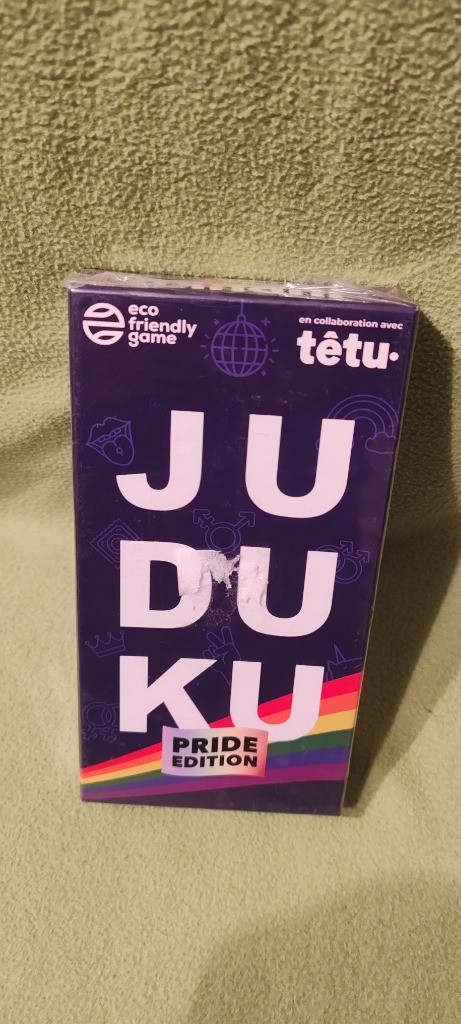 eco
friendly
game
en collaboration avec
têtu·
JU
DU
KU
PRIDE
EDITION